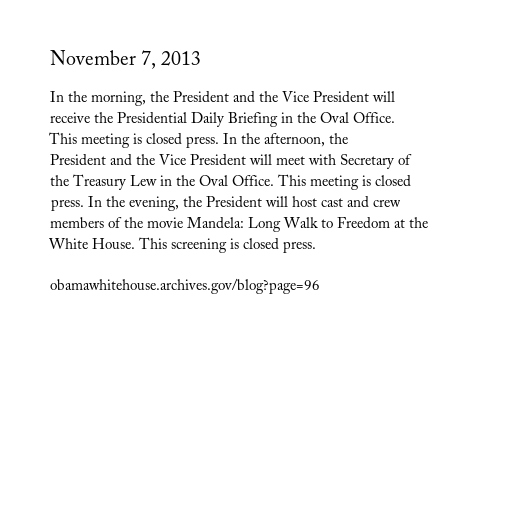 November 7, 2013
In the morning, the President and the Vice President will
receive the Presidential Daily Briefing in the Oval Office.
This meeting is closed press. In the afternoon, the
President and the Vice President will meet with Secretary of
the Treasury Lew in the Oval Office. This meeting is closed
press. In the evening, the President will host cast and crew
members of the movie Mandela: Long Walk to Freedom at the
White House. This screening is closed press.
obamawhitehouse.archives.gov/blog?page=96